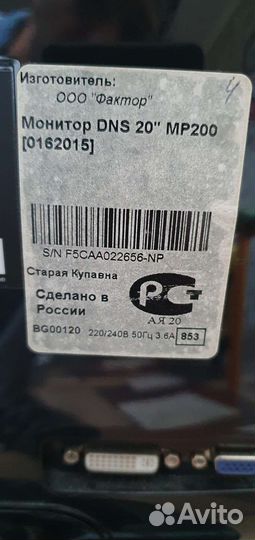 Изготовитель:
ООО "Фактор"
4
Монитор DNS 20" MP200
[0162015]
S/N F5CAA022656-NP
Старая Купавна
Сделано в
России
РСТ
АЯ 20
BG00120 220/240В 50Гц 3.6А 853
Avito